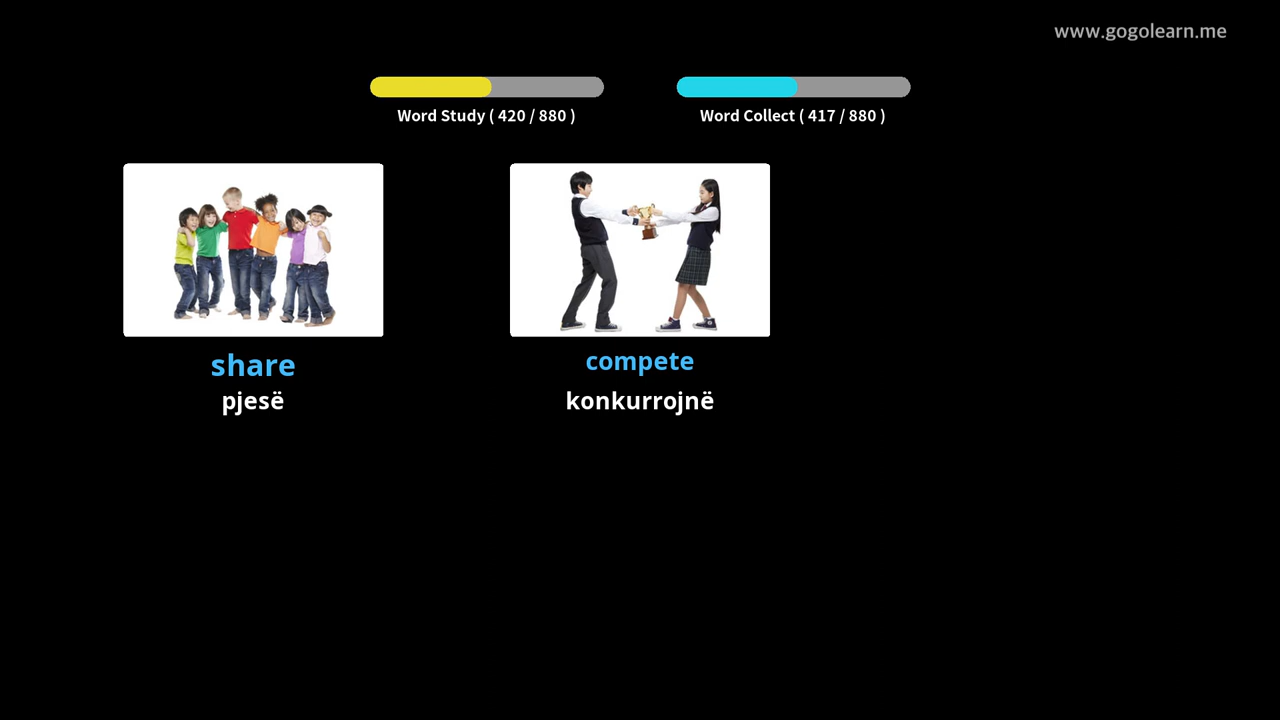 www.gogolearn.me
Word Study ( 420 / 880 )
Word Collect ( 417 / 880 )
share
pjesë
compete
konkurrojnë